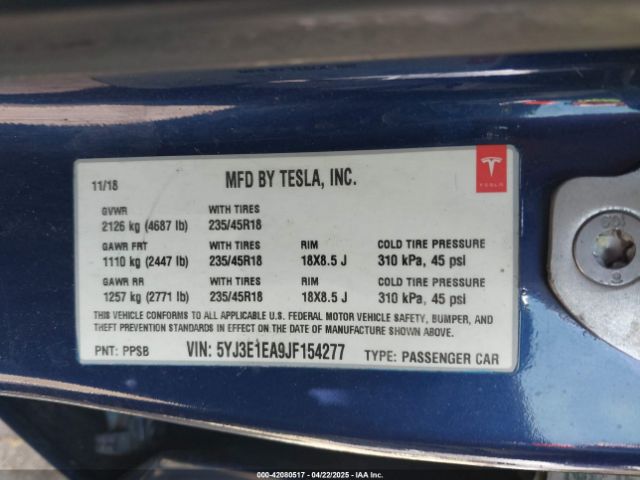 11/18 MFD BY TESLA, INC.
TESLA
GVWR WITH TIRES
2126 kg (4687 lb) 235/45R18
GAWR FRT WITH TIRES RIM COLD TIRE PRESSURE
1110 kg (2447 lb) 235/45R18 18X8.5 J 310 kPa, 45 psi
GAWR RR WITH TIRES RIM COLD TIRE PRESSURE
1257 kg (2771 lb) 235/45R18 18X8.5 J 310 kPa, 45 psi
THIS VEHICLE CONFORMS TO ALL APPLICABLE U.S. FEDERAL MOTOR VEHICLE SAFETY, BUMPER, AND
THEFT PREVENTION STANDARDS IN EFFECT ON THE DATE OF MANUFACTURE SHOWN ABOVE.
PNT: PPSB VIN: 5YJ3E1EA9JF154277 TYPE: PASSENGER CAR
000-42080517 - 04/22/2025 - IAAI.com